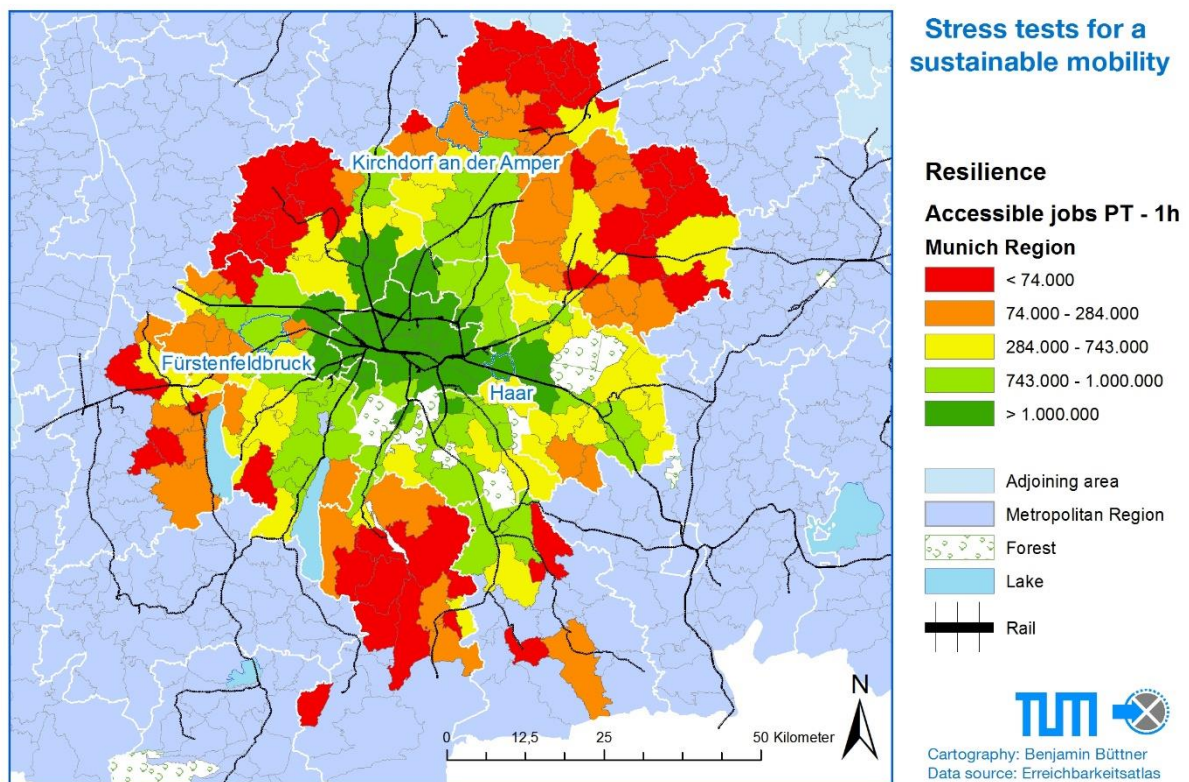 Stress tests for a
sustainable mobility
Kirchdorf an der Amper
Fürstenfeldbruck
Haar
N
0 12,5 25 50 Kilometer
Resilience
Accessible jobs PT - 1h
Munich Region
< 74.000
74.000 - 284.000
284.000 - 743.000
743.000 - 1.000.000
> 1.000.000
Adjoining area
Metropolitan Region
Forest
Lake
Rail
TUM
Cartography: Benjamin Büttner
Data source: Erreichbarkeitsatlas